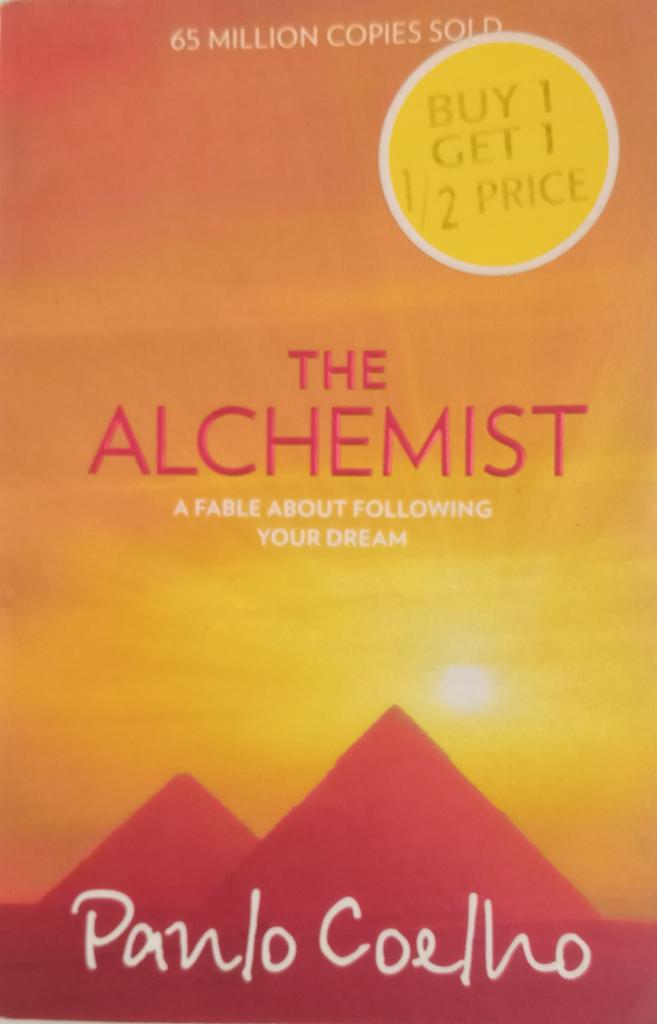 65 MILLION COPIES SOLD
BUY 1
GET 1
1/2 PRICE
THE
ALCHEMIST
A FABLE ABOUT FOLLOWING
YOUR DREAM
Paulo Coelho